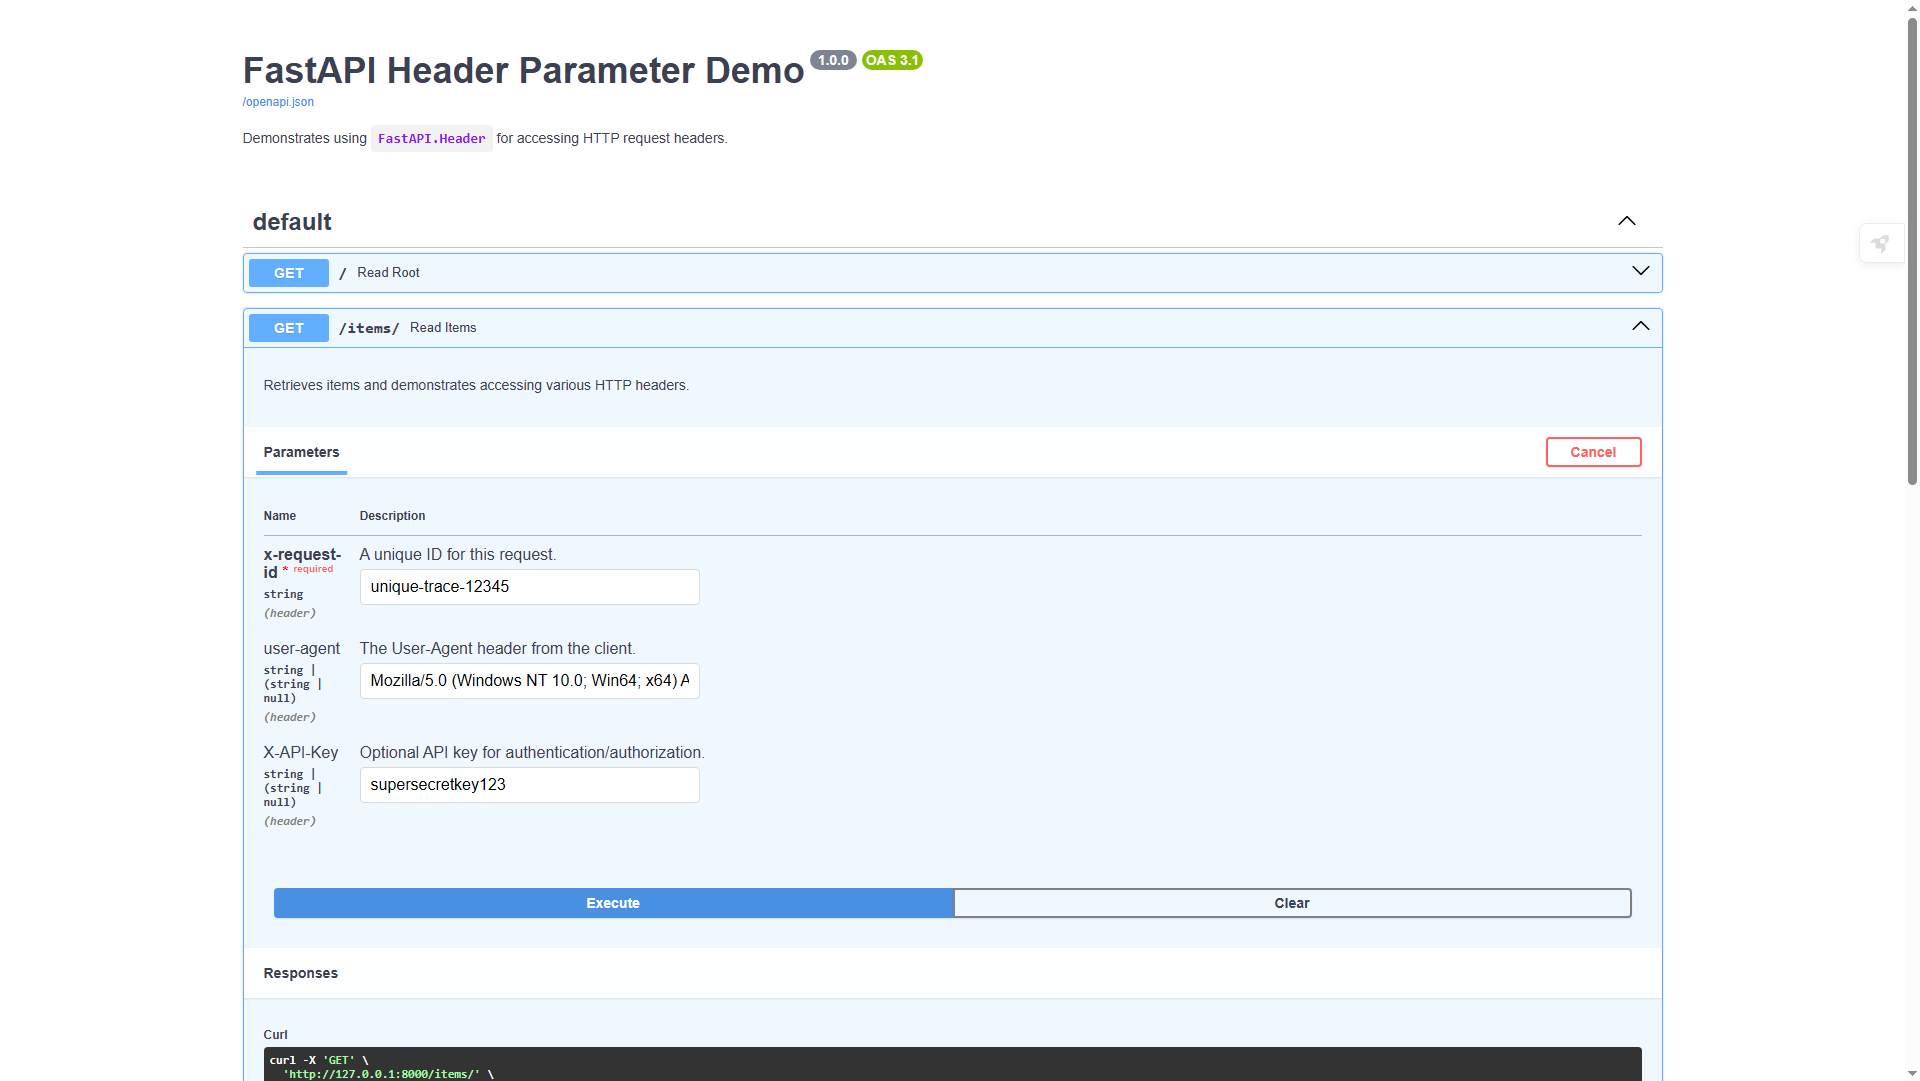 FastAPI Header Parameter Demo 1.0.0 OAS 3.1
/openapi.json
Demonstrates using FastAPI.Header for accessing HTTP request headers.
default
GET / Read Root
GET /items/ Read Items
Retrieves items and demonstrates accessing various HTTP headers.
Parameters
Cancel
Name Description
x-request-
id * required
string
(header)
A unique ID for this request.
unique-trace-12345
user-agent
string |
(string |
null)
(header)
The User-Agent header from the client.
Mozilla/5.0 (Windows NT 10.0; Win64; x64) A
X-API-Key
string |
(string |
null)
(header)
Optional API key for authentication/authorization.
supersecretkey123
Execute
Clear
Responses
Curl
curl -X 'GET' \
'http://127.0.0.1:8000/items/' \